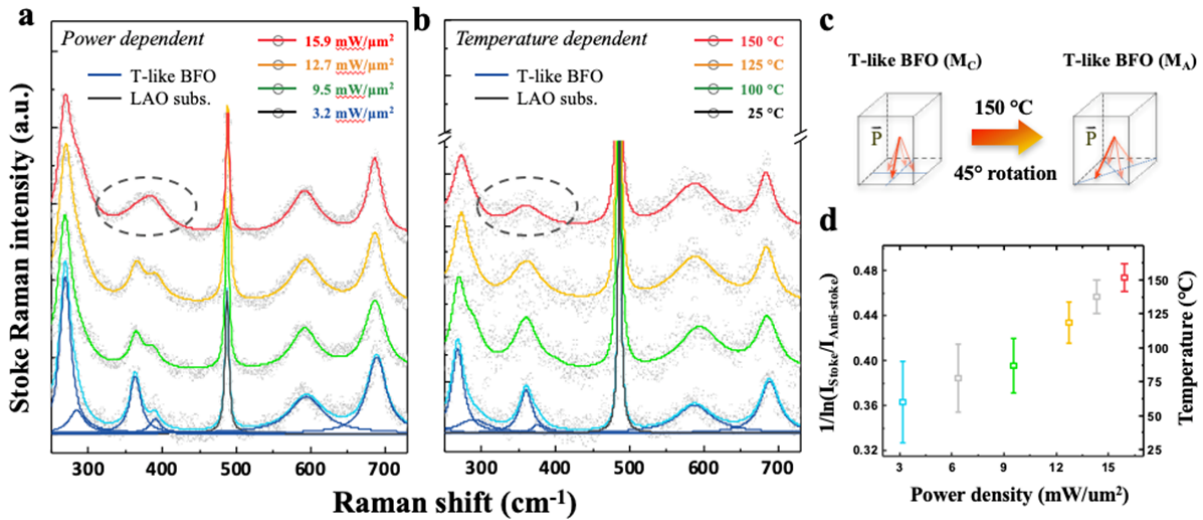 a
Power dependent
15.9 mW/µm²
12.7 mW/µm²
9.5 mW/µm²
3.2 mW/µm²
T-like BFO
LAO subs.
Stoke Raman intensity (a.u.)
300 400 500 600 700
b
Temperature dependent
150 °C
125 °C
100 °C
25 °C
T-like BFO
LAO subs.
300 400 500 600 700
Raman shift (cm⁻¹)
c
T-like BFO (M_C) T-like BFO (M_A)
P̅ 150 °C P̅
45° rotation
d
1/ln(I_Stoke/I_Anti-stoke)
0.48
0.44
0.40
0.36
0.32
150
125
100
75
50
25
Temperature (°C)
3 6 9 12 15
Power density (mW/um²)